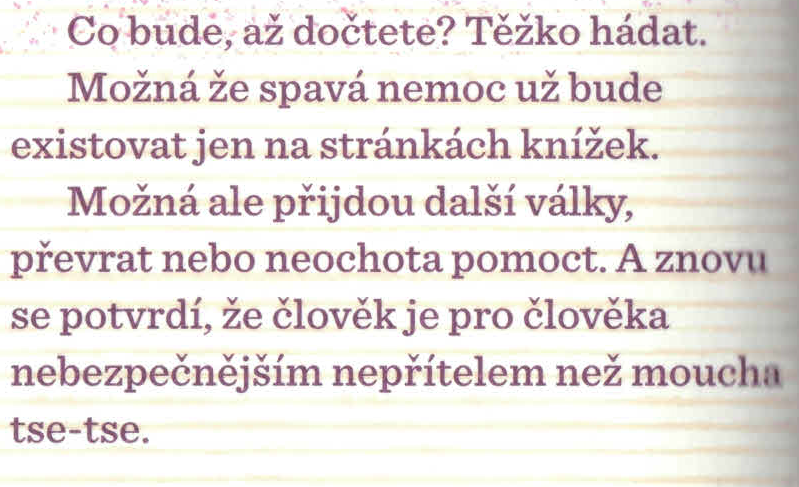 Co bude, až dočtete? Těžko hádat.
Možná že spavá nemoc už bude
existovat jen na stránkách knížek.
Možná ale přijdou další války,
převrat nebo neochota pomoct. A znovu
se potvrdí, že člověk je pro člověka
nebezpečnějším nepřítelem než moucha
tse-tse.